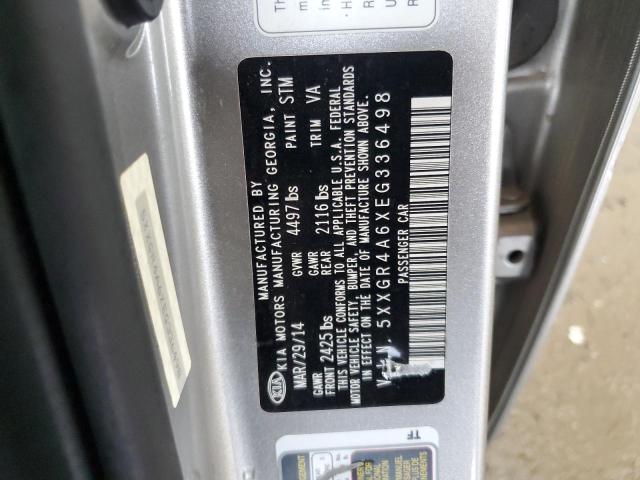 MANUFACTURED BY
KIA KIA MOTORS MANUFACTURING GEORGIA, INC.
MAR/29/14 GVWR 4497 lbs PAINT STM
GAWR GAWR
FRONT 2425 lbs REAR 2116 lbs TRIM VA
THIS VEHICLE CONFORMS TO ALL APPLICABLE U.S.A. FEDERAL
MOTOR VEHICLE SAFETY, BUMPER, AND THEFT PREVENTION STANDARDS
IN EFFECT ON THE DATE OF MANUFACTURE SHOWN ABOVE.
5XXGR4A6XEG336498
PASSENGER CAR
TF